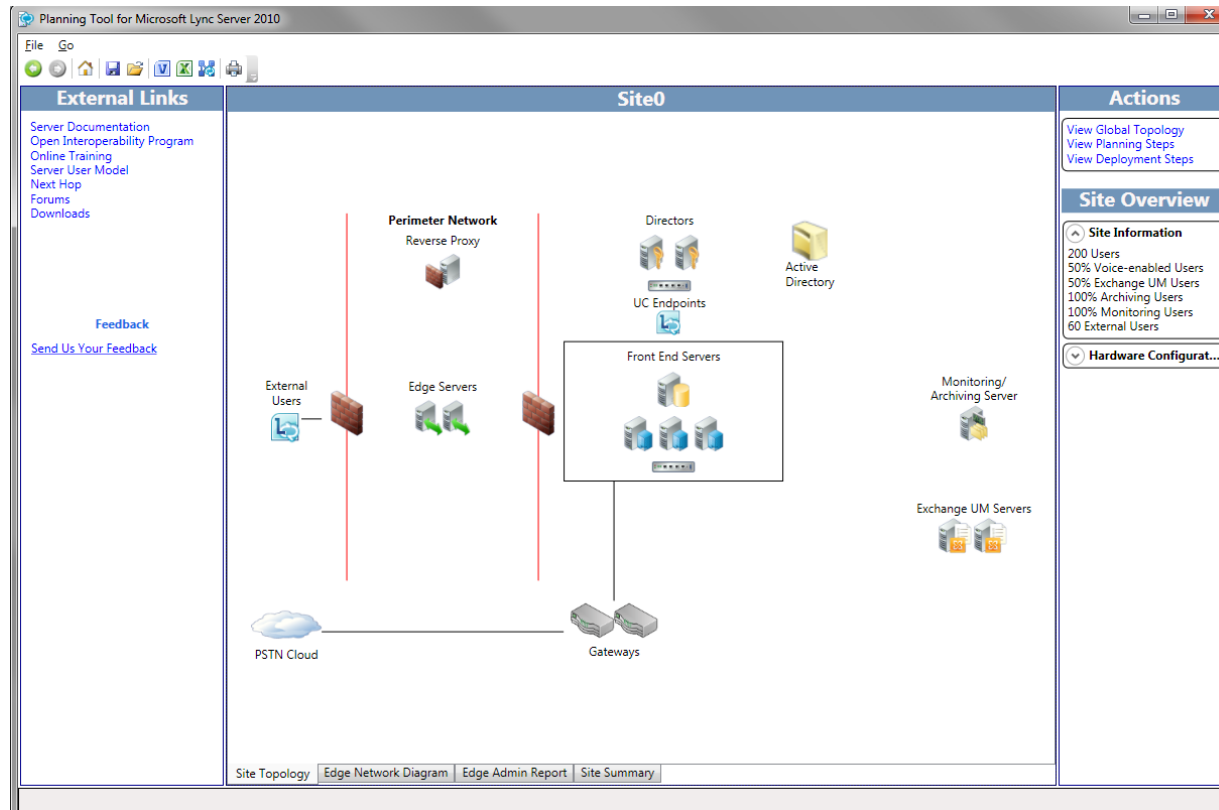 Planning Tool for Microsoft Lync Server 2010
File Go
External Links
Server Documentation
Open Interoperability Program
Online Training
Server User Model
Next Hop
Forums
Downloads
Feedback
Send Us Your Feedback
Site0
Perimeter Network
Reverse Proxy
Directors
Active
Directory
UC Endpoints
Front End Servers
External
Users
Edge Servers
Monitoring/
Archiving Server
Exchange UM Servers
PSTN Cloud
Gateways
Site Topology
Edge Network Diagram
Edge Admin Report
Site Summary
Actions
View Global Topology
View Planning Steps
View Deployment Steps
Site Overview
Site Information
200 Users
50% Voice-enabled Users
50% Exchange UM Users
100% Archiving Users
100% Monitoring Users
60 External Users
Hardware Configurat...